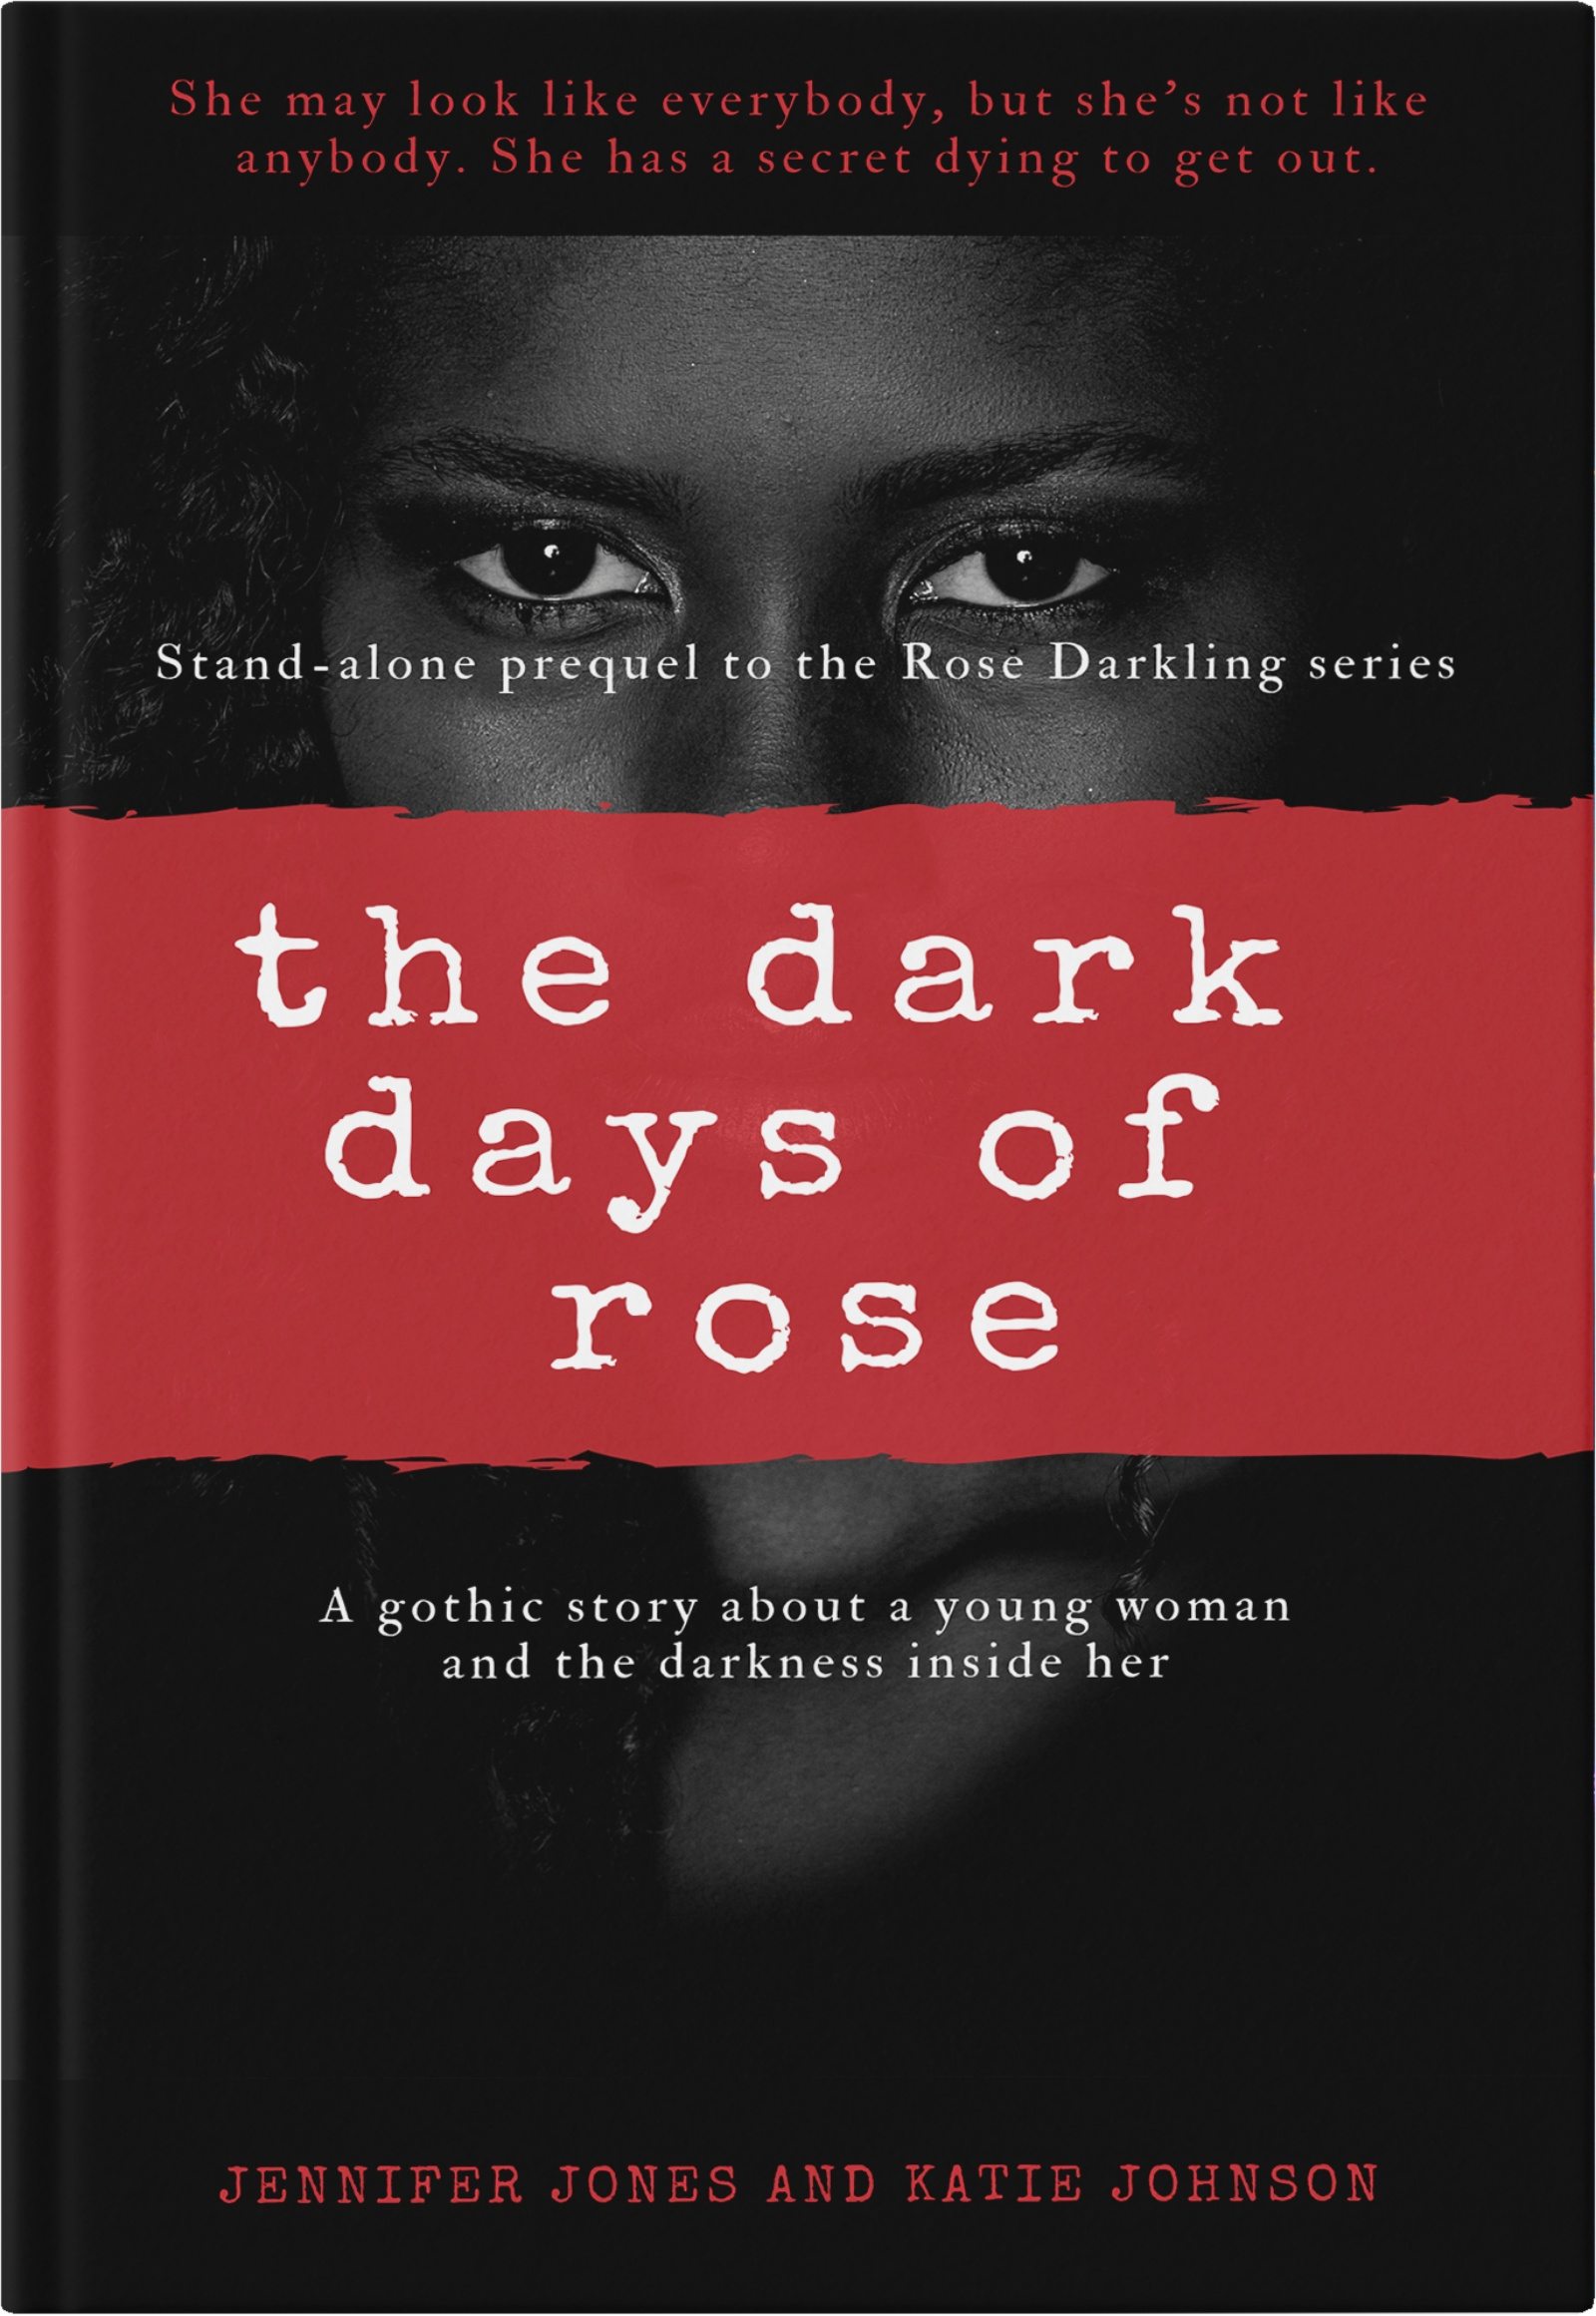 She may look like everybody, but she’s not like
anybody. She has a secret dying to get out.
Stand-alone prequel to the Rose Darkling series
the dark
days of
rose
A gothic story about a young woman
and the darkness inside her
JENNIFER JONES AND KATIE JOHNSON